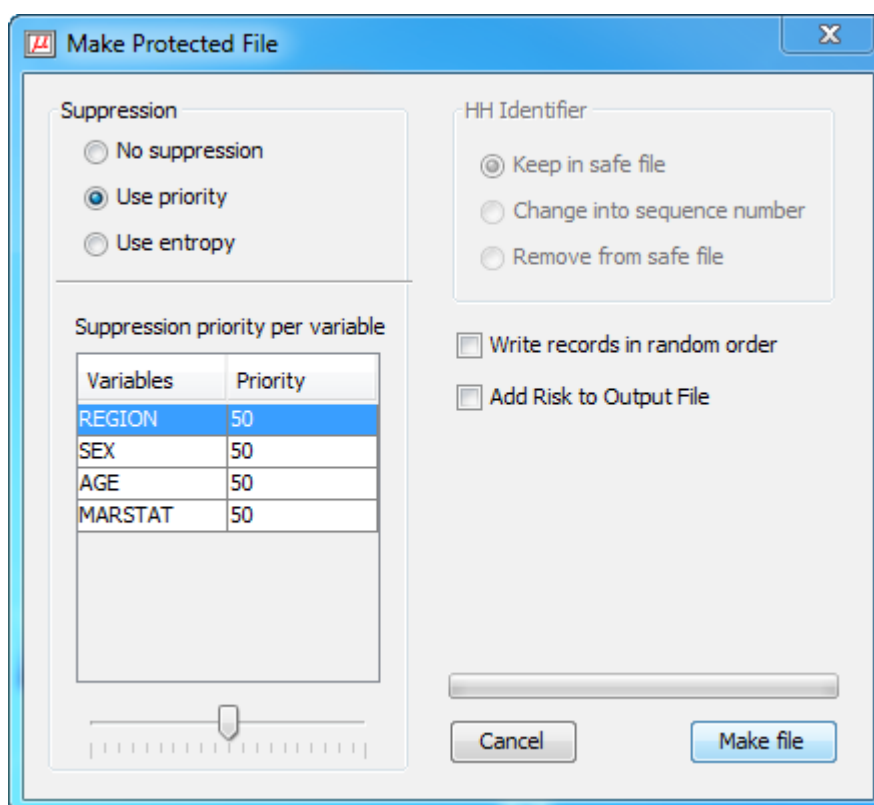 μ Make Protected File
Suppression
No suppression
Use priority
Use entropy
Suppression priority per variable
Variables Priority
REGION 50
SEX 50
AGE 50
MARSTAT 50
HH Identifier
Keep in safe file
Change into sequence number
Remove from safe file
Write records in random order
Add Risk to Output File
Cancel Make file